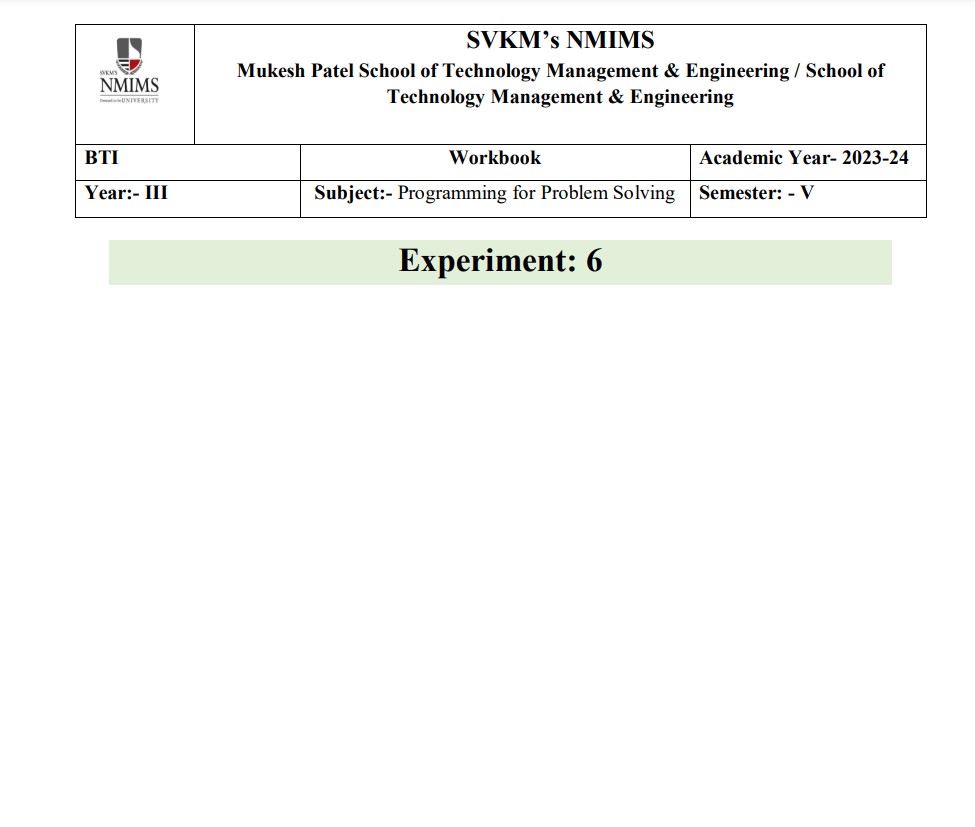 SVKM'S
NMIMS
Deemed to be UNIVERSITY
SVKM’s NMIMS
Mukesh Patel School of Technology Management & Engineering / School of
Technology Management & Engineering
BTI
Workbook
Academic Year- 2023-24
Year:- III
Subject:- Programming for Problem Solving
Semester: - V
Experiment: 6